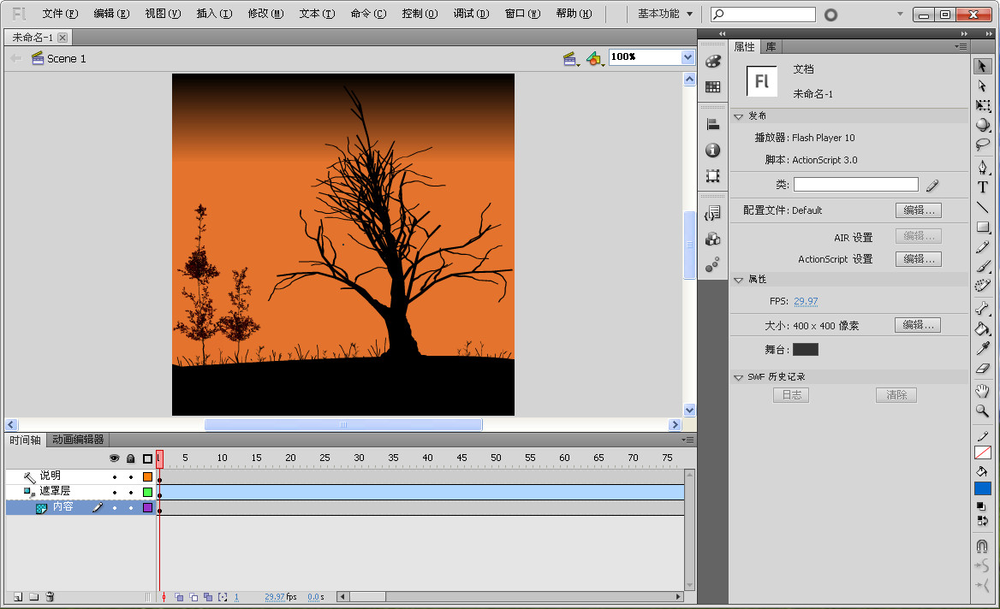 Fl 文件(F) 编辑(E) 视图(V) 插入(I) 修改(M) 文本(T) 命令(C) 控制(O) 调试(D) 窗口(W) 帮助(H) 基本功能
未命名-1
Scene 1 100%
属性 库
Fl
文档
未命名-1
发布
播放器: Flash Player 10
脚本: ActionScript 3.0
类:
配置文件: Default 编辑...
AIR 设置 编辑...
ActionScript 设置 编辑...
属性
FPS: 29.97
大小: 400 x 400 像素 编辑...
舞台:
SWF 历史记录
日志 清除
时间轴 动画编辑器
1 5 10 15 20 25 30 35 40 45 50 55 60 65 70 75
说明
遮罩层
内容
1 29.97 fps 0.0 s